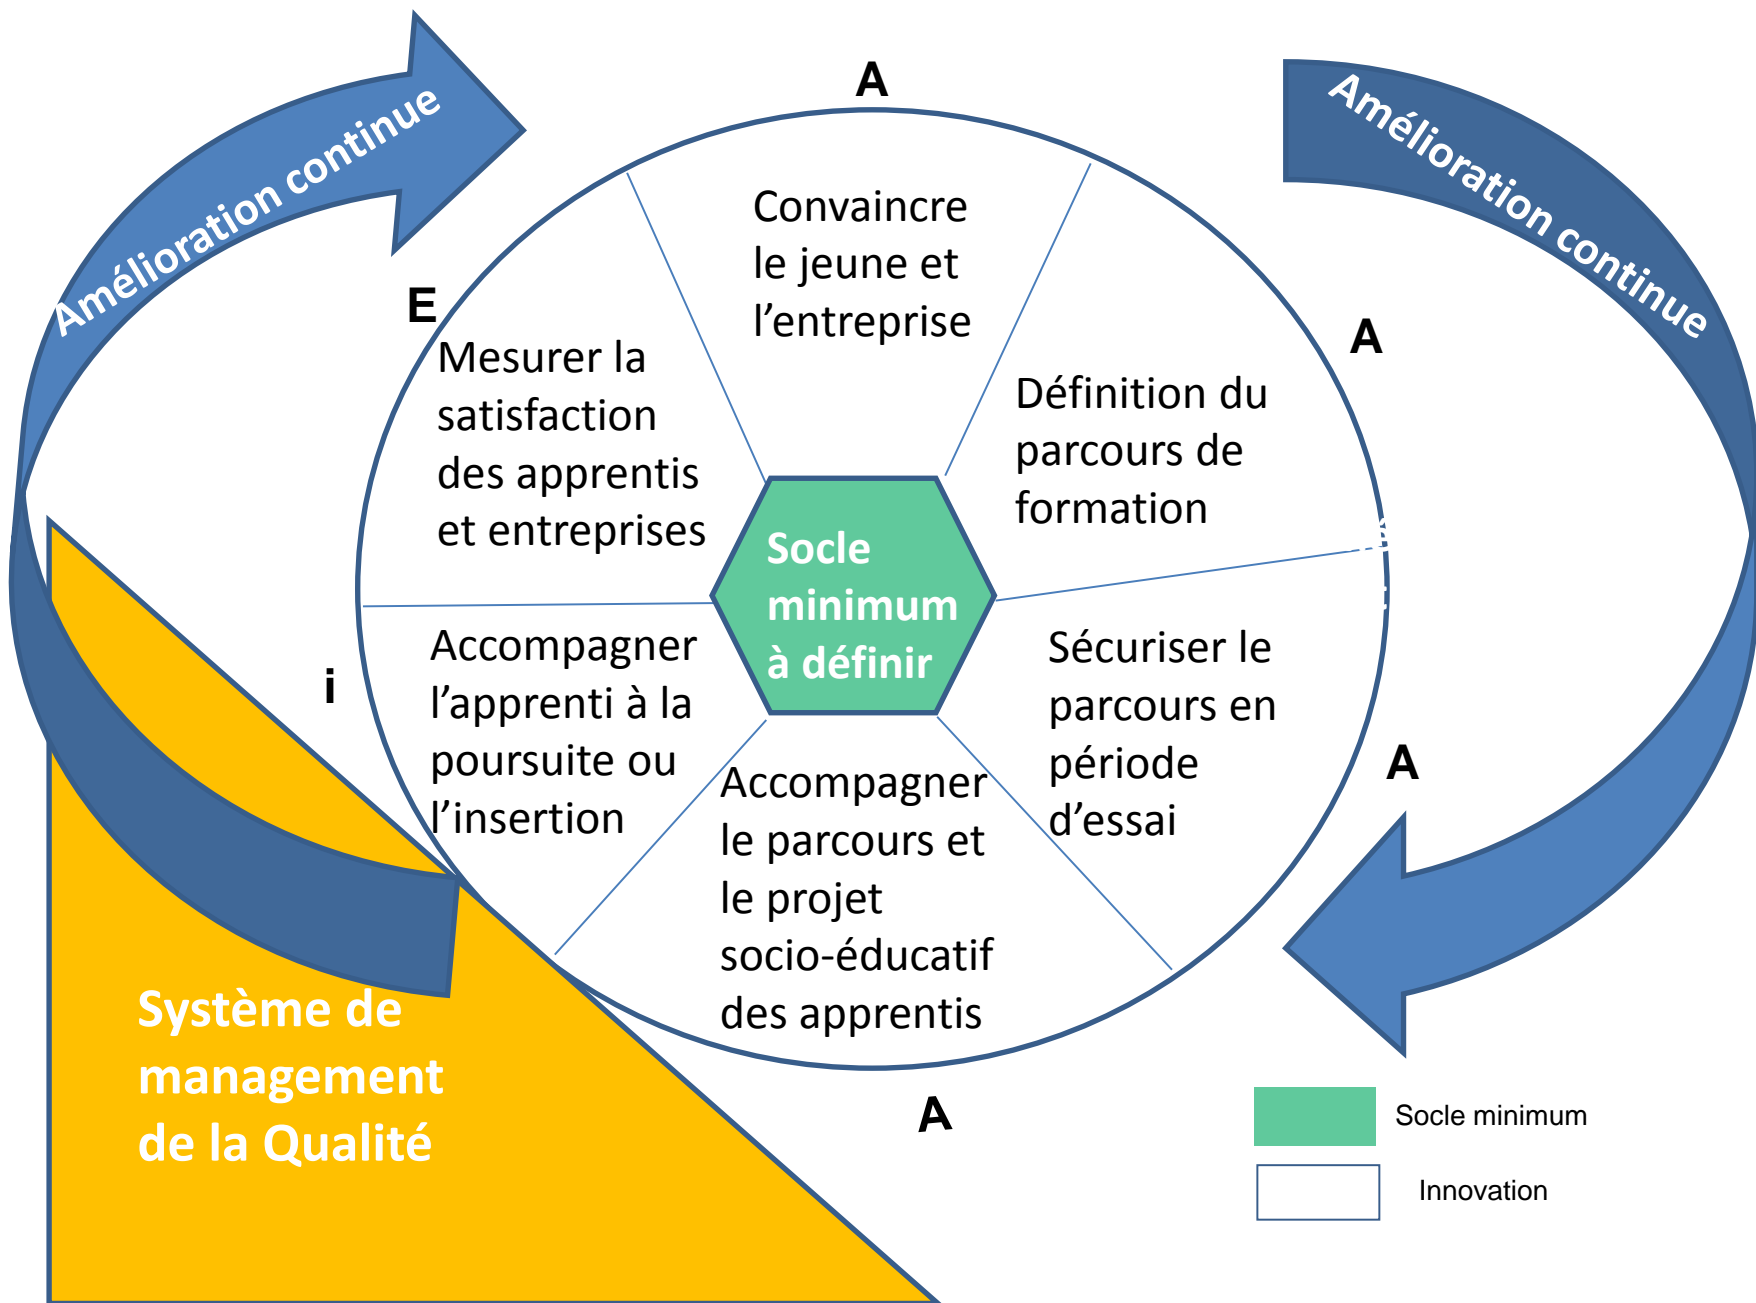 Amélioration continue
A
Amélioration continue
Convaincre
le jeune et
l’entreprise
E
A
Mesurer la
satisfaction
des apprentis
et entreprises
Définition du
parcours de
formation
Socle
minimum
à définir
i
Accompagner
l’apprenti à la
poursuite ou
l’insertion
Sécuriser le
parcours en
période
d’essai
A
Accompagner
le parcours et
le projet
socio-éducatif
des apprentis
Système de
management
de la Qualité
A
Socle minimum
Innovation